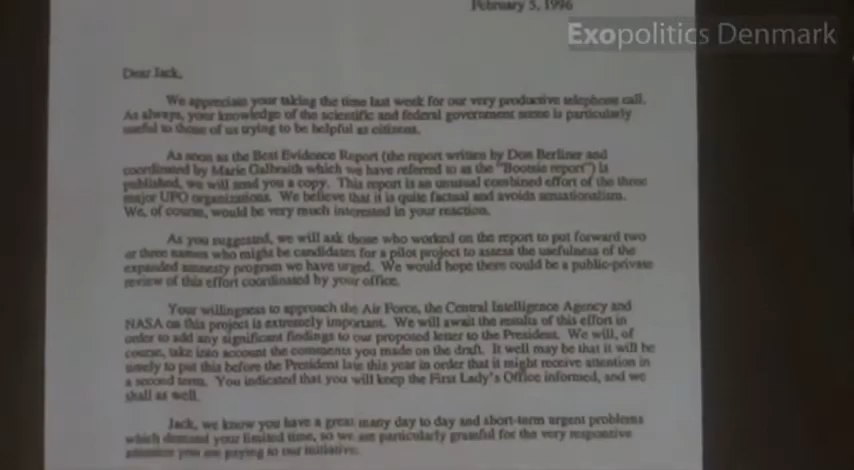 February 5, 1996
Exopolitics Denmark
Dear Jack,
We appreciate your taking the time last week for our very productive telephone call.
As always, your knowledge of the scientific and federal government scene is particularly
useful to those of us trying to be helpful as citizens.
As soon as the Best Evidence Report (the report written by Don Berliner and
coordinated by Marie Galbraith which we have referred to as the "Bootsie report") is
published, we will send you a copy. This report is an unusual combined effort of the three
major UFO organizations. We believe that it is quite factual and avoids sensationalism.
We, of course, would be very much interested in your reaction.
As you suggested, we will ask those who worked on the report to put forward two
or three names who might be candidates for a pilot project to assess the usefulness of the
expanded amnesty program we have urged. We would hope there could be a public-private
review of this effort coordinated by your office.
Your willingness to approach the Air Force, the Central Intelligence Agency and
NASA on this project is extremely important. We will await the results of this effort in
order to add any significant findings to our proposed letter to the President. We will, of
course, take into account the comments you made on the draft. It well may be that it will be
timely to put this before the President late this year in order that it might receive attention in
a second term. You indicated that you will keep the First Lady's Office informed, and we
shall as well.
Jack, we know you have a great many day to day and short-term urgent problems
which demand your limited time, so we are particularly grateful for the very responsive
attention you are paying to our initiative.